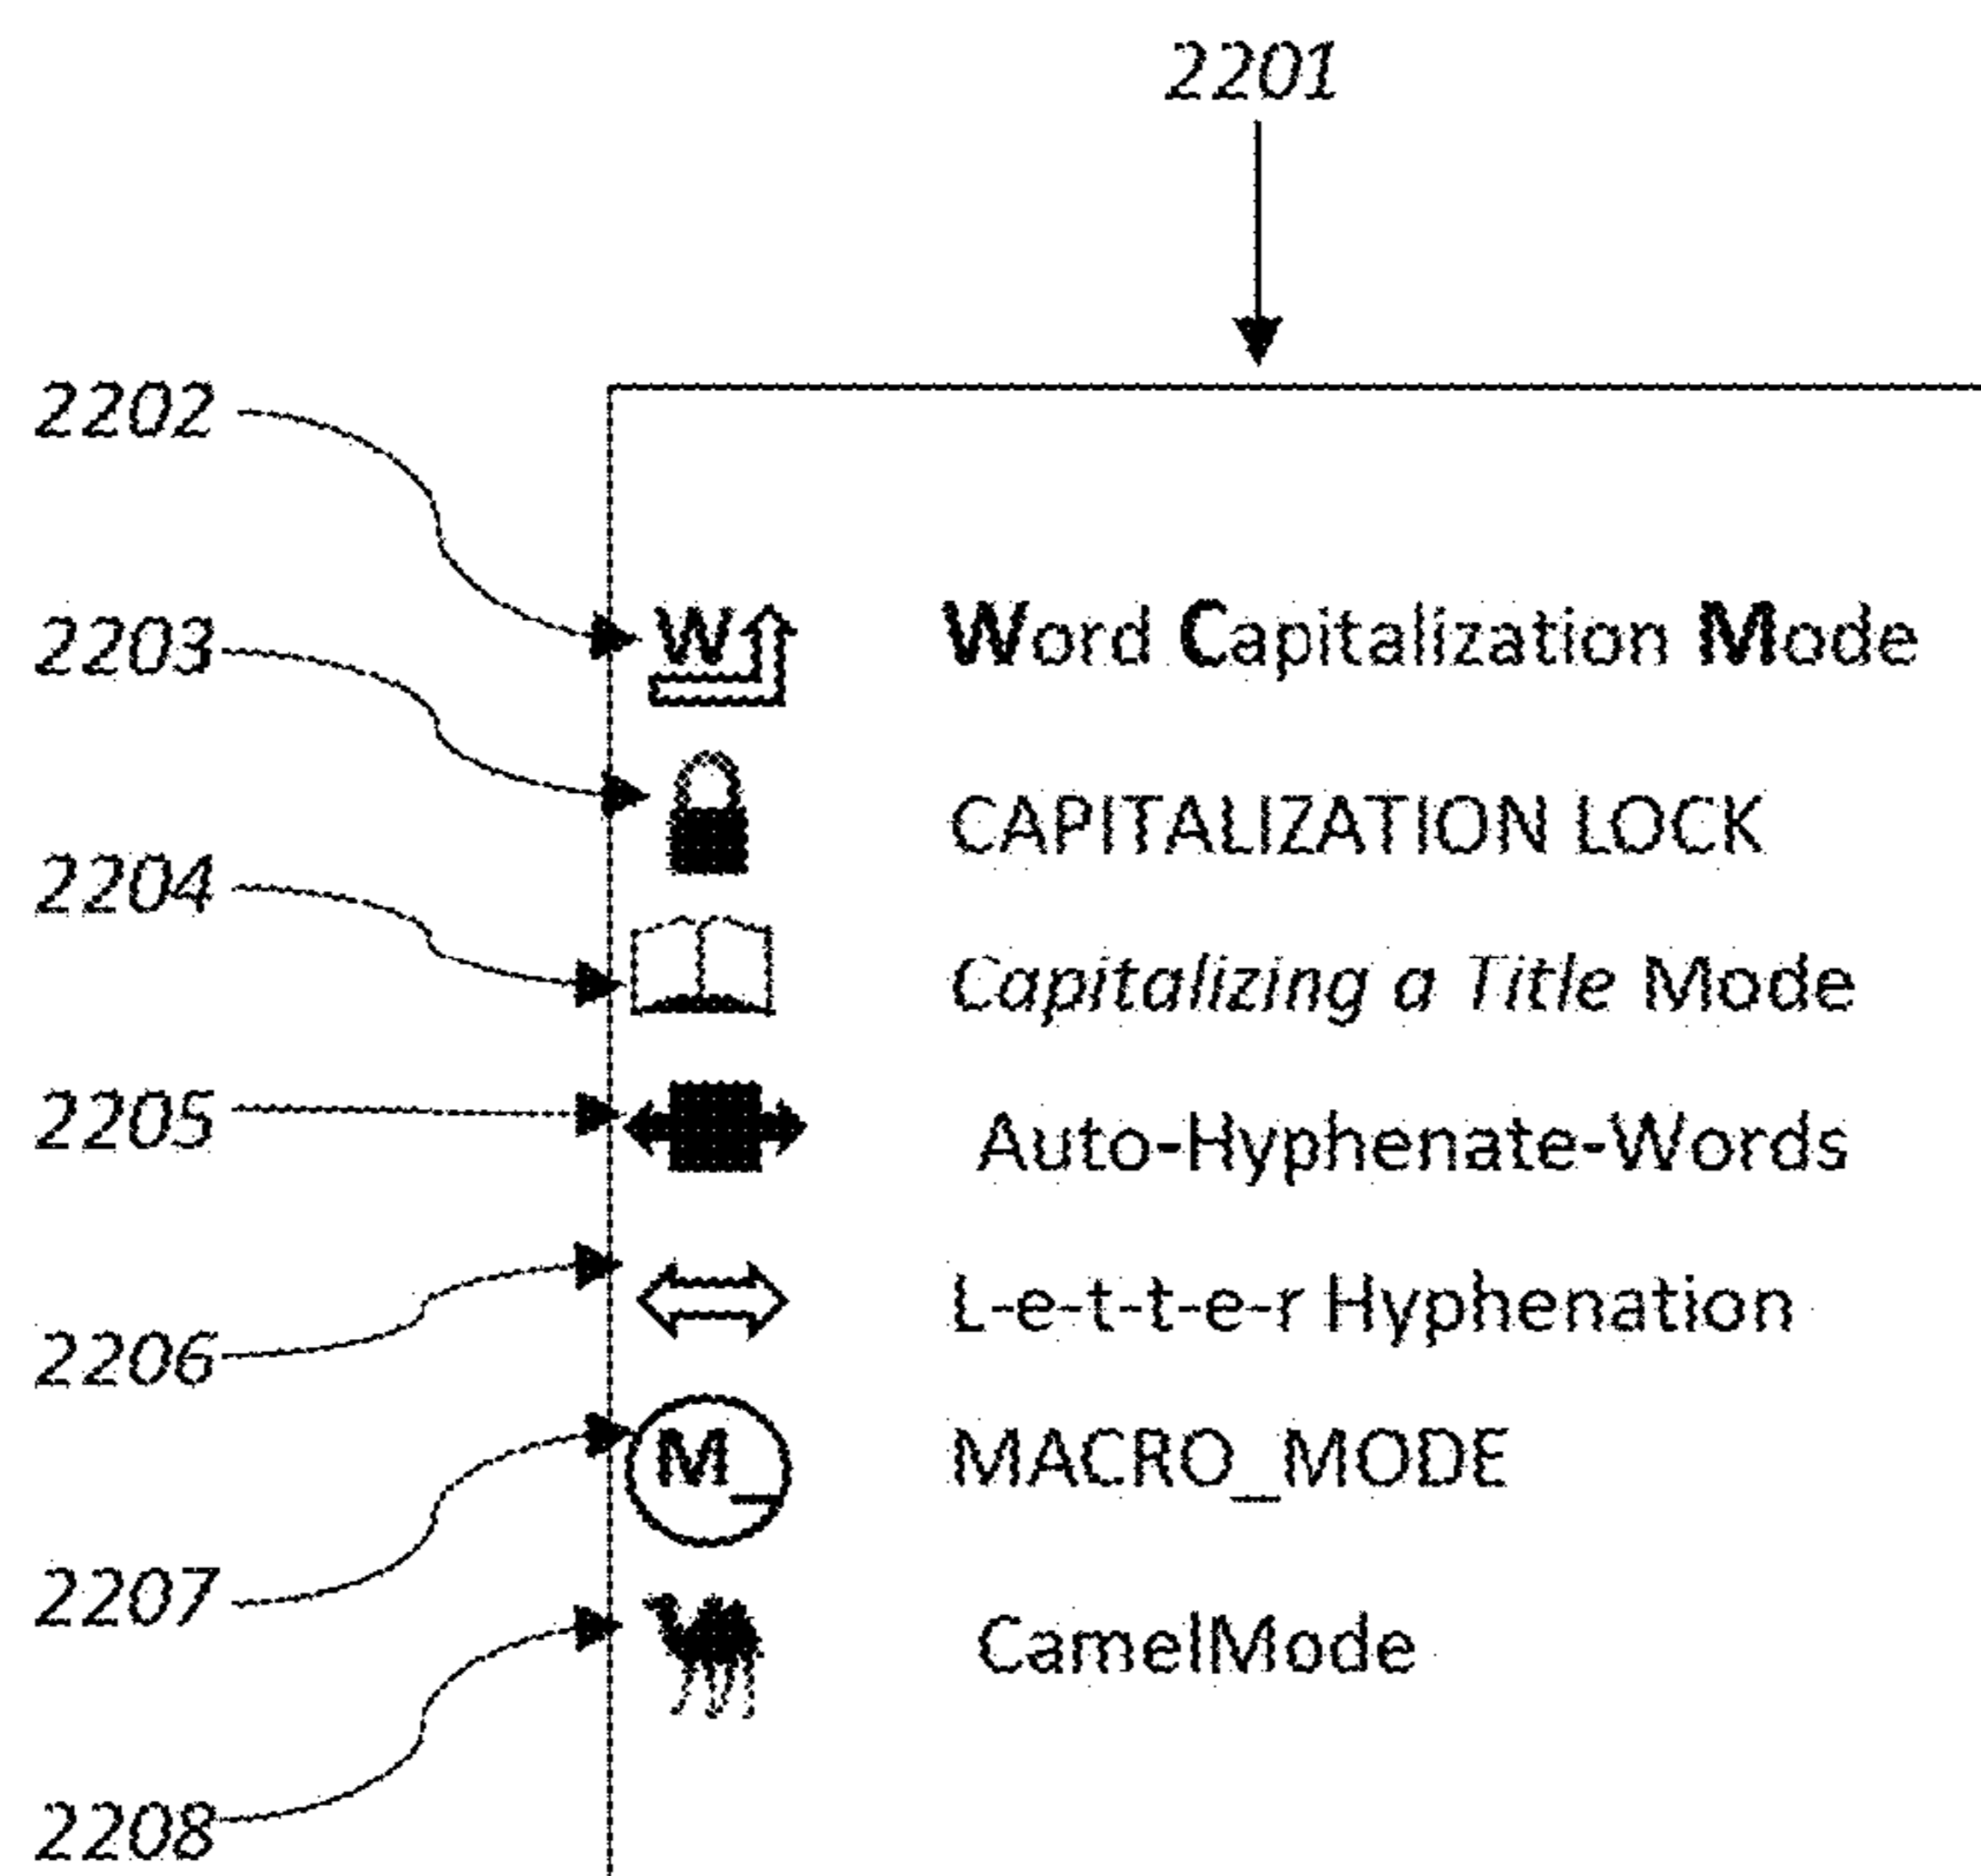 2201
2202
W Word Capitalization Mode
2203
CAPITALIZATION LOCK
2204
Capitalizing a Title Mode
2205
Auto-Hyphenate-Words
2206
L-e-t-t-e-r Hyphenation
M_ MACRO_MODE
2207
CamelMode
2208